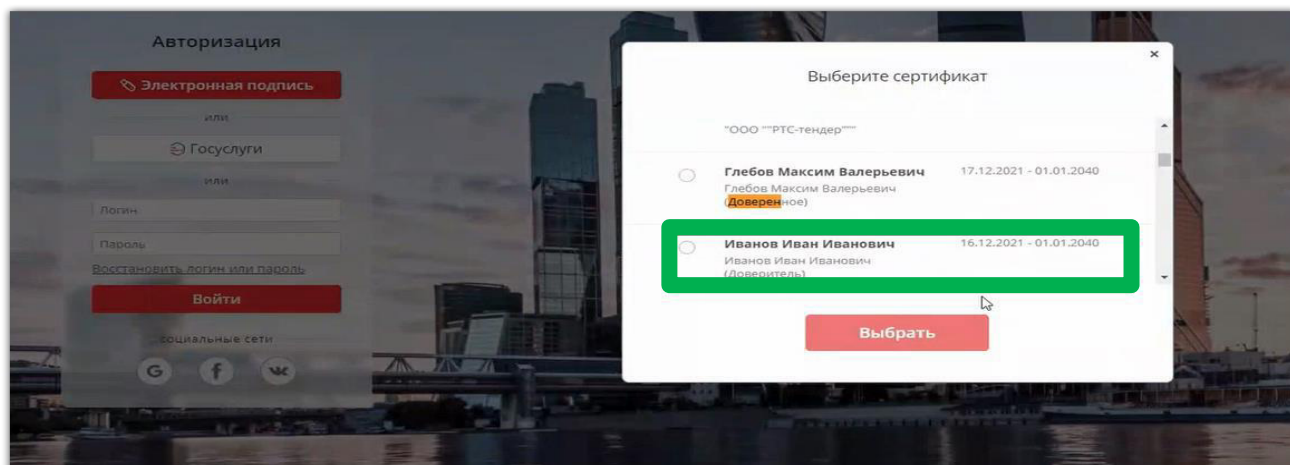 Авторизация
Электронная подпись
или
Госуслуги
или
Логин
Пароль
Восстановить логин или пароль
Войти
социальные сети
G f
Выберите сертификат
"ООО ""РТС-тендер"""
Глебов Максим Валерьевич 17.12.2021 - 01.01.2040
Глебов Максим Валерьевич
(Доверенное)
Иванов Иван Иванович 16.12.2021 - 01.01.2040
Иванов Иван Иванович
(Доверитель)
Выбрать